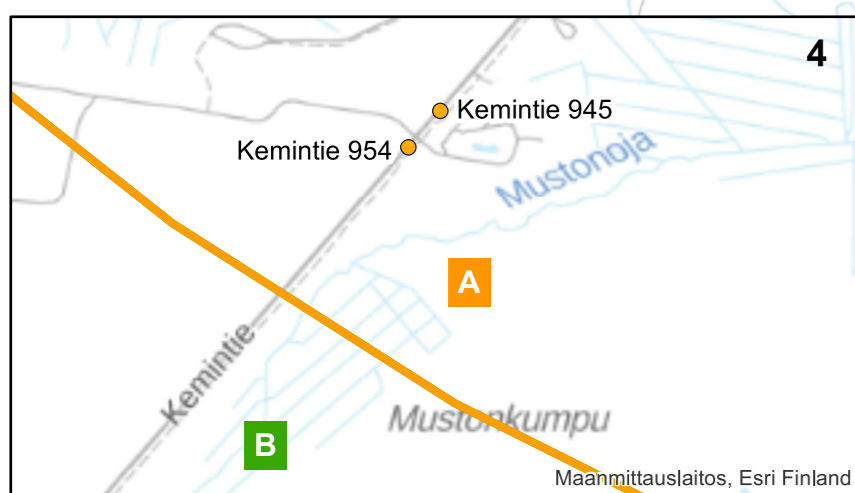 4
Kemintie 945
Kemintie 954
Mustonoja
A
Kemintie
Mustonkumpu
B
Maanmittauslaitos, Esri Finland